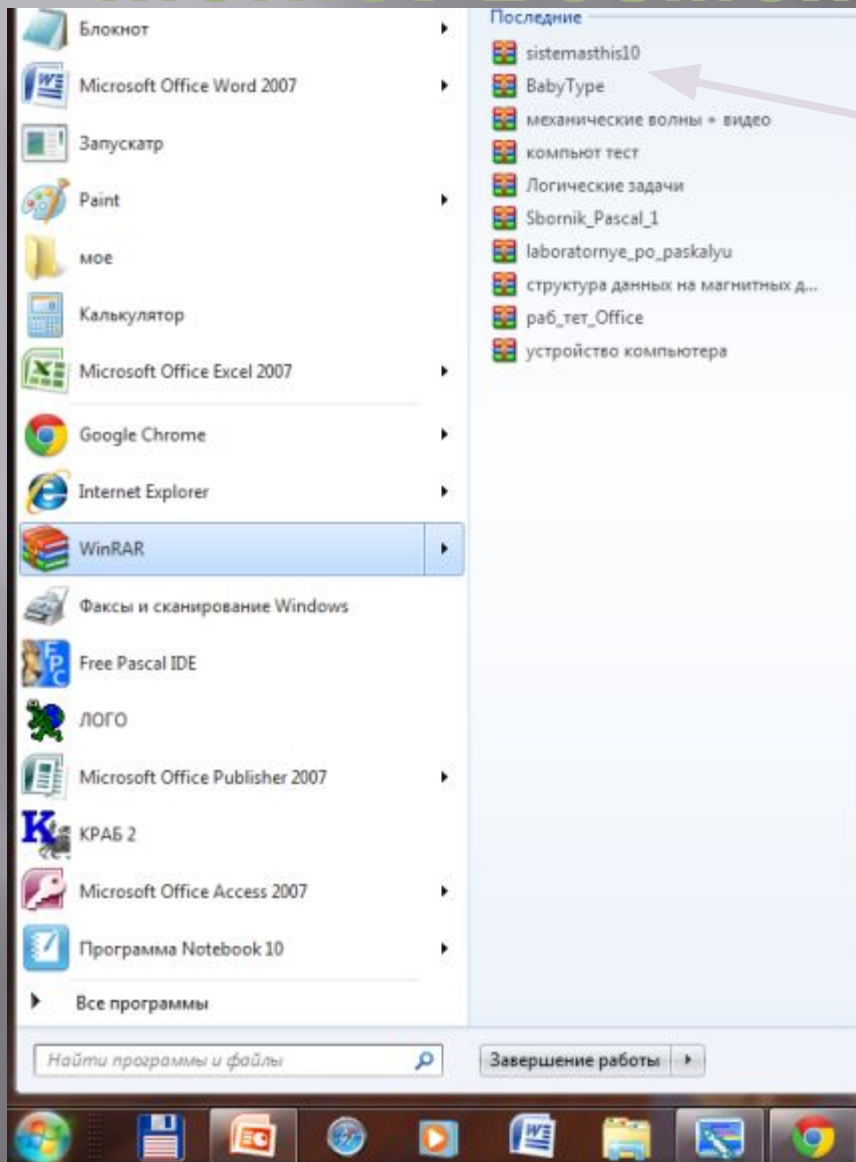 Блокнот
Microsoft Office Word 2007
Запускатр
Paint
мое
Калькулятор
Microsoft Office Excel 2007
Google Chrome
Internet Explorer
WinRAR
Факсы и сканирование Windows
Free Pascal IDE
ЛОГО
Microsoft Office Publisher 2007
КРАБ 2
Microsoft Office Access 2007
Программа Notebook 10
Все программы
Найти программы и файлы
Последние
sistemasthis10
BabyType
механические волны + видео
компьют тест
Логические задачи
Sbornik_Pascal_1
laboratornye_po_paskalyu
структура данных на магнитных д...
раб_тет_Office
устройство компьютера
Завершение работы